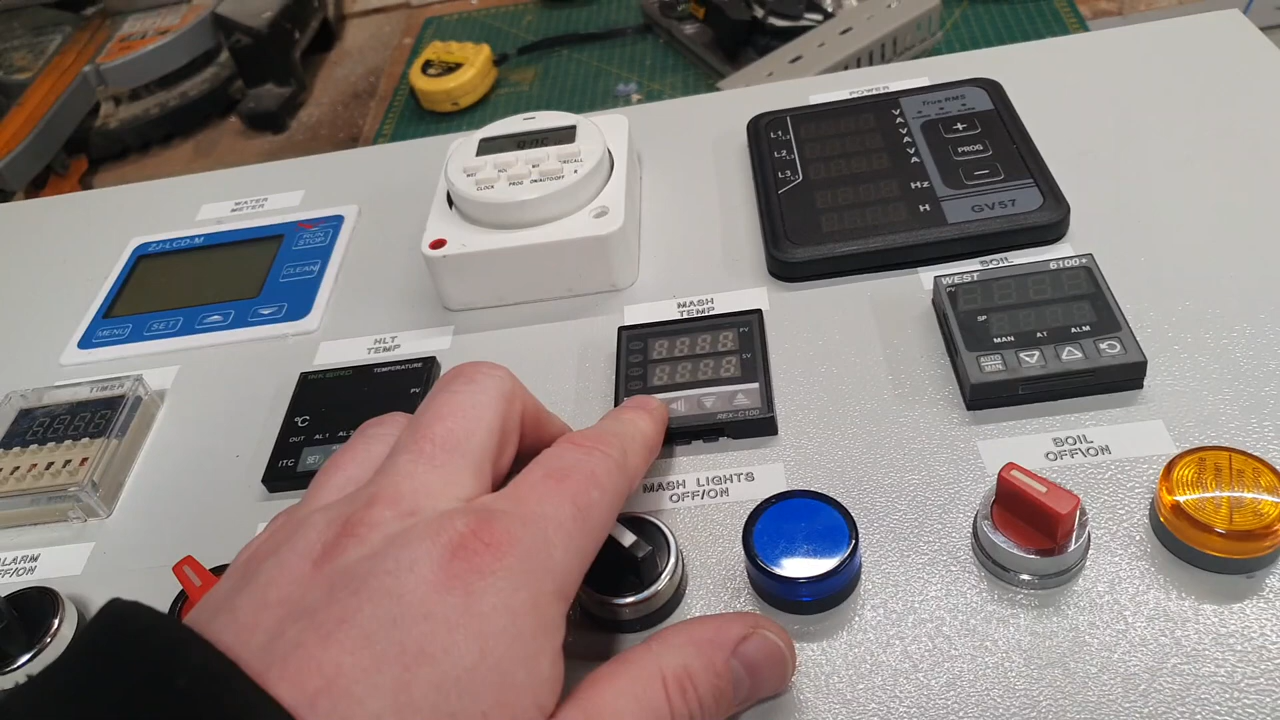 POWER
True RMS
L1
L2
L3
V
A
V
A
V
A
Hz
H
+
PROG
−
GV57
RECALL
CLOCK
PROG
ON/AUTO/OFF
R
WATER
METER
ZJ-LCD-M
RUN
STOP
CLEAN
MENU
SET
BOIL
WEST
6100+
PV
SP
MAN
AT
ALM
AUTO
MAN
MASH
TEMP
PV
SV
REX-C100
HLT
TEMP
INKBIRD
TEMPERATURE
PV
°C
OUT
AL1
AL2
ITC
SET
TIMER
MASH LIGHTS
OFF/ON
BOIL
OFF\ON